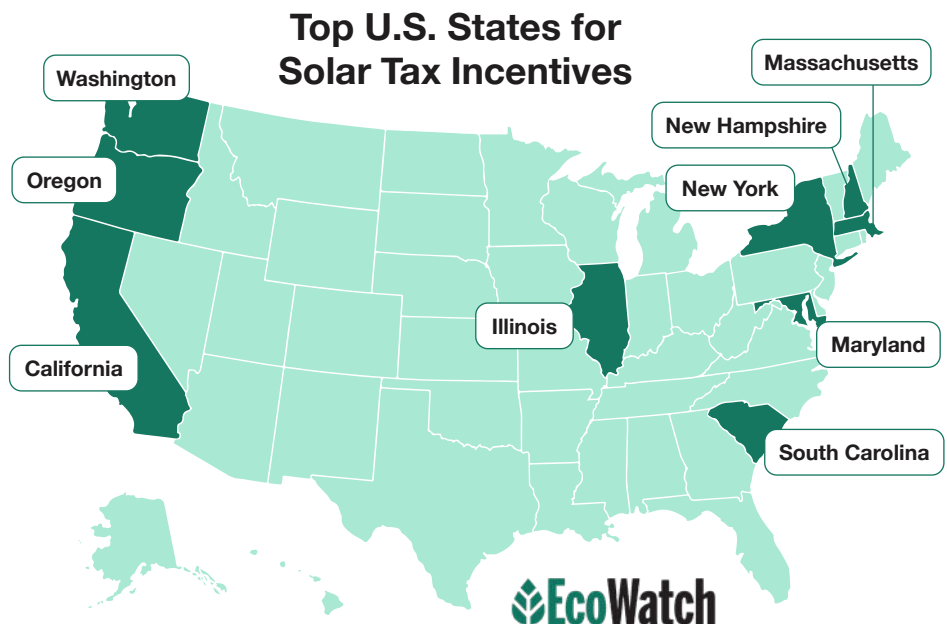 Top U.S. States for
Solar Tax Incentives
Washington
Massachusetts
New Hampshire
Oregon
New York
Illinois
Maryland
California
South Carolina
EcoWatch